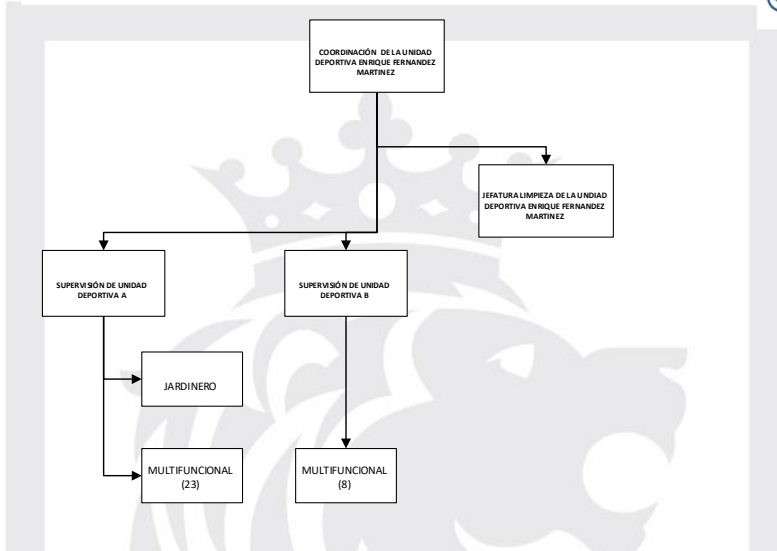 COORDINACIÓN DE LA UNIDAD
DEPORTIVA ENRIQUE FERNANDEZ
MARTINEZ
JEFATURA LIMPIEZA DE LA UNDIAD
DEPORTIVA ENRIQUE FERNANDEZ
MARTINEZ
SUPERVISIÓN DE UNIDAD
DEPORTIVA A
SUPERVISIÓN DE UNIDAD
DEPORTIVA B
JARDINERO
MULTIFUNCIONAL
(23)
MULTIFUNCIONAL
(8)